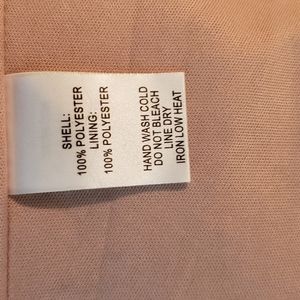 SHELL:
100% POLYESTER
LINING:
100% POLYESTER
HAND WASH COLD
DO NOT BLEACH
LINE DRY
IRON LOW HEAT